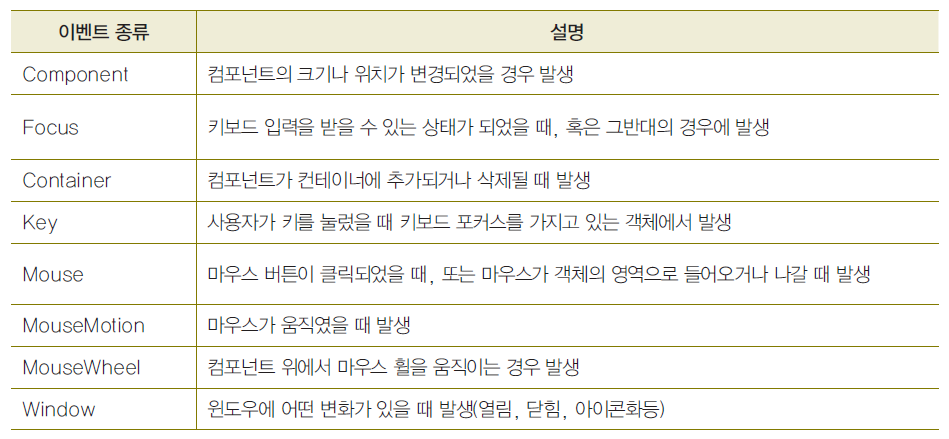 이벤트 종류 설명
Component 컴포넌트의 크기나 위치가 변경되었을 경우 발생
Focus 키보드 입력을 받을 수 있는 상태가 되었을 때, 혹은 그반대의 경우에 발생
Container 컴포넌트가 컨테이너에 추가되거나 삭제될 때 발생
Key 사용자가 키를 눌렀을 때 키보드 포커스를 가지고 있는 객체에서 발생
Mouse 마우스 버튼이 클릭되었을 때, 또는 마우스가 객체의 영역으로 들어오거나 나갈 때 발생
MouseMotion 마우스가 움직였을 때 발생
MouseWheel 컴포넌트 위에서 마우스 휠을 움직이는 경우 발생
Window 윈도우에 어떤 변화가 있을 때 발생(열림, 닫힘, 아이콘화등)